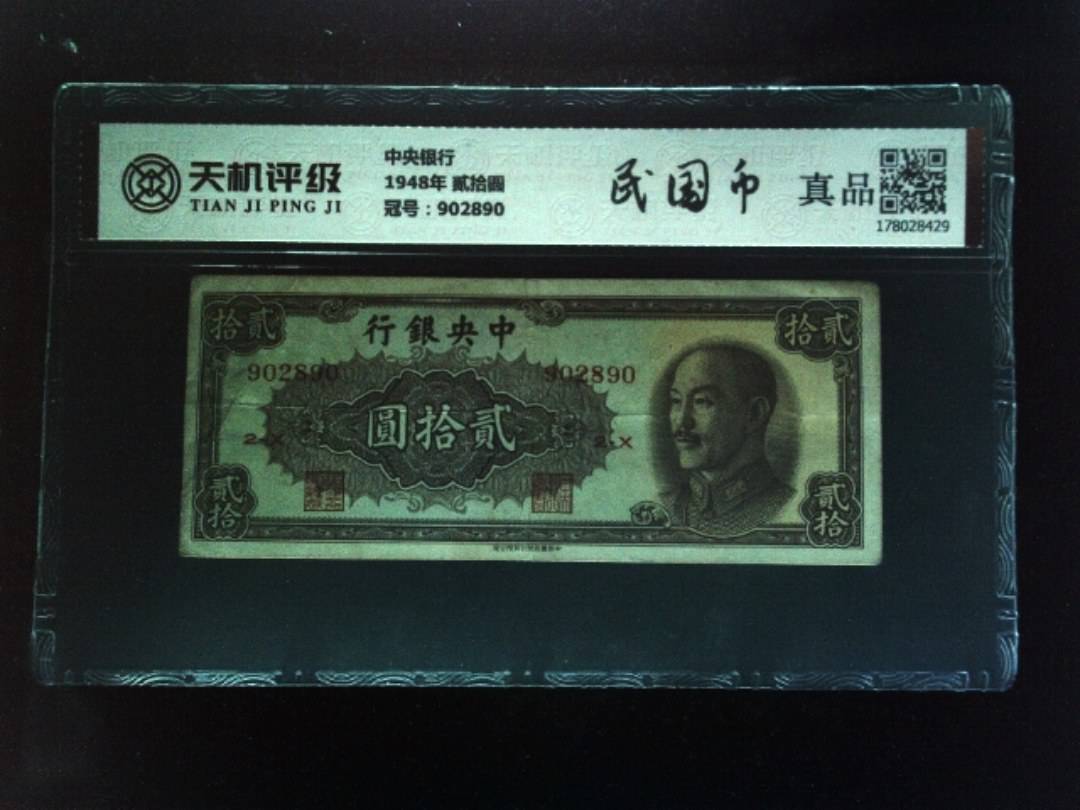 天机评级
TIAN JI PING JI
中央银行
1948年 贰拾圆
冠号：902890
民国币
真品
178028429
拾贰
行銀央中
拾贰
902890
902890
圓拾貳
貳拾
貳拾